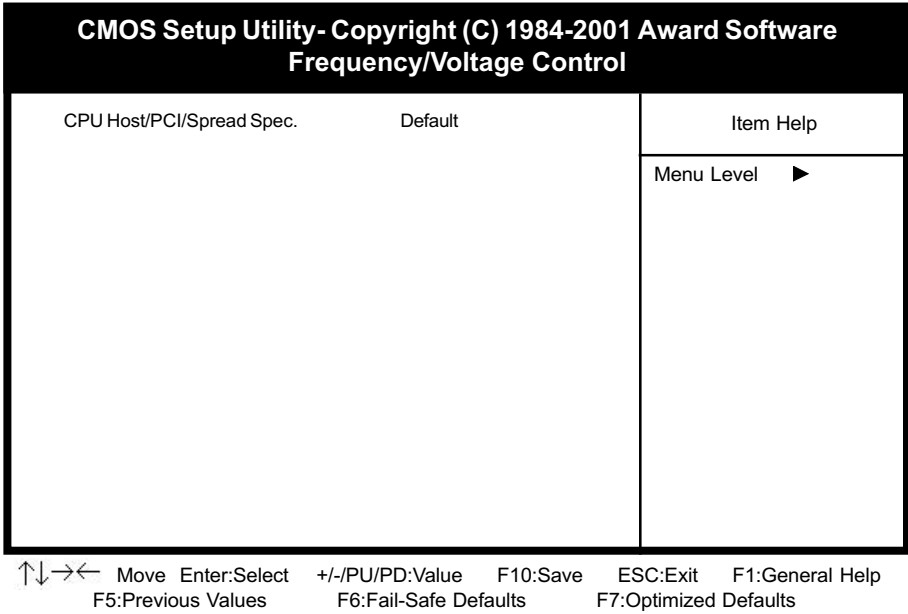 CMOS Setup Utility- Copyright (C) 1984-2001 Award Software
Frequency/Voltage Control
CPU Host/PCI/Spread Spec. Default
Item Help
Menu Level ▶
↑↓→← Move Enter:Select +/-/PU/PD:Value F10:Save ESC:Exit F1:General Help
F5:Previous Values F6:Fail-Safe Defaults F7:Optimized Defaults